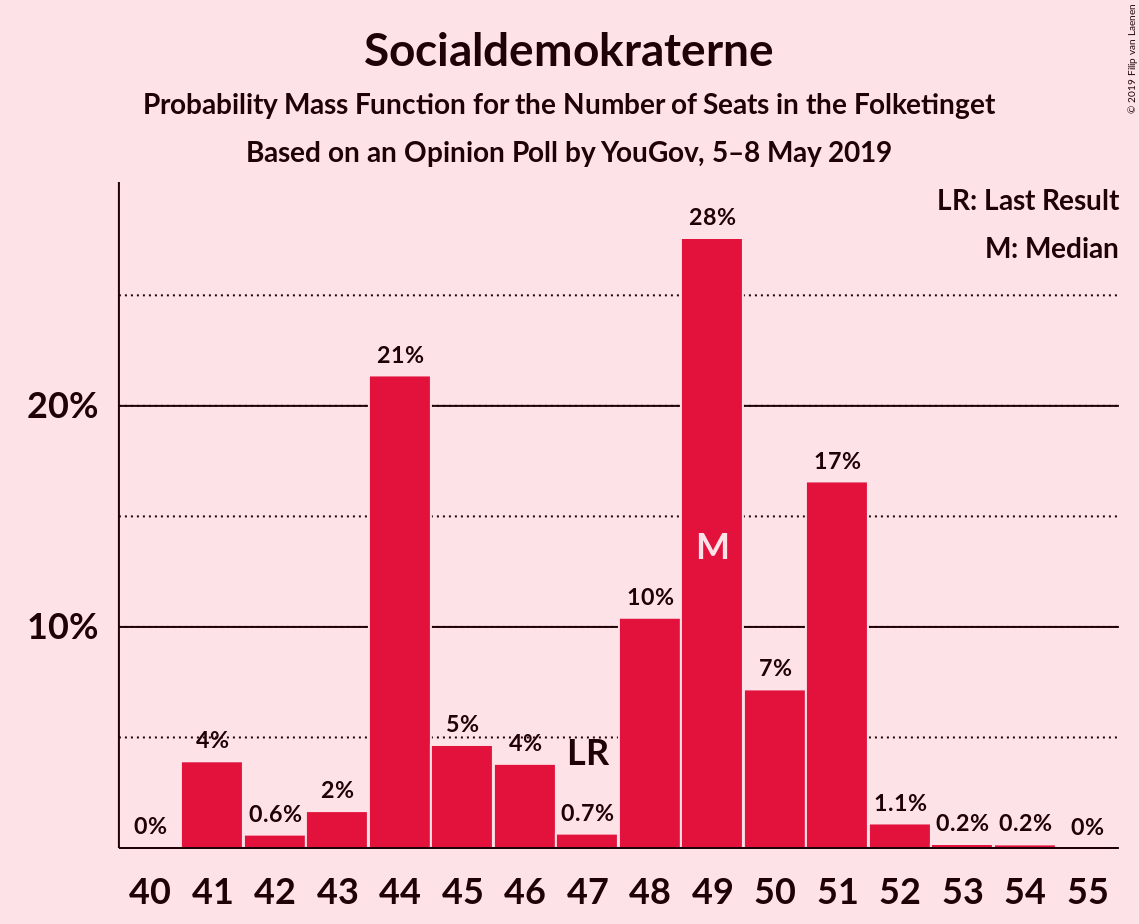 Socialdemokraterne
Probability Mass Function for the Number of Seats in the Folketinget
Based on an Opinion Poll by YouGov, 5–8 May 2019
© 2019 Filip van Laenen
LR: Last Result
M: Median
20%
10%
0%
4%
0.6%
2%
21%
5%
4%
LR
0.7%
10%
28%
M
7%
17%
1.1%
0.2%
0.2%
0%
40 41 42 43 44 45 46 47 48 49 50 51 52 53 54 55